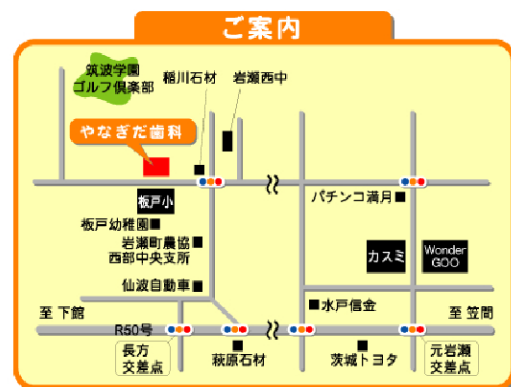 ご案内
筑波学園
ゴルフ倶楽部
稲川石材
岩瀬西中
やなぎだ歯科
坂戸小
パチンコ満月
坂戸幼稚園
岩瀬町農協
西部中央支所
カスミ
Wonder
GOO
仙波自動車
水戸信金
至 下館
至 笠間
R50号
長方
交差点
萩原石材
茨城トヨタ
元岩瀬
交差点